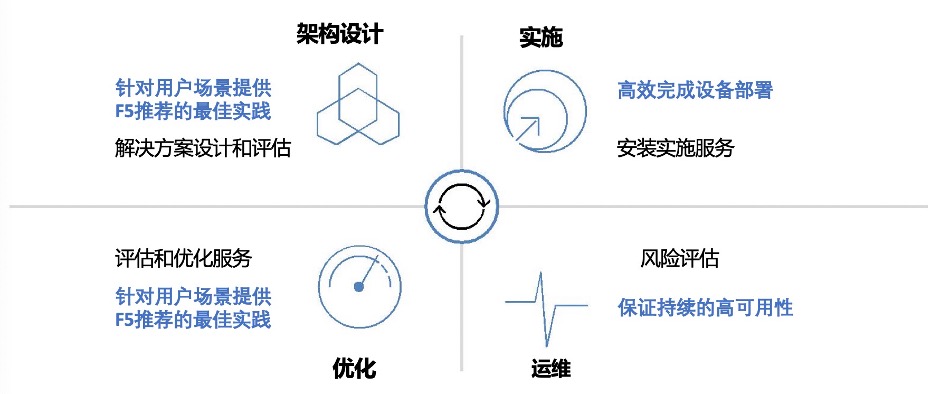 架构设计
针对用户场景提供
F5推荐的最佳实践
解决方案设计和评估
实施
高效完成设备部署
安装实施服务
评估和优化服务
针对用户场景提供
F5推荐的最佳实践
优化
风险评估
保证持续的高可用性
运维